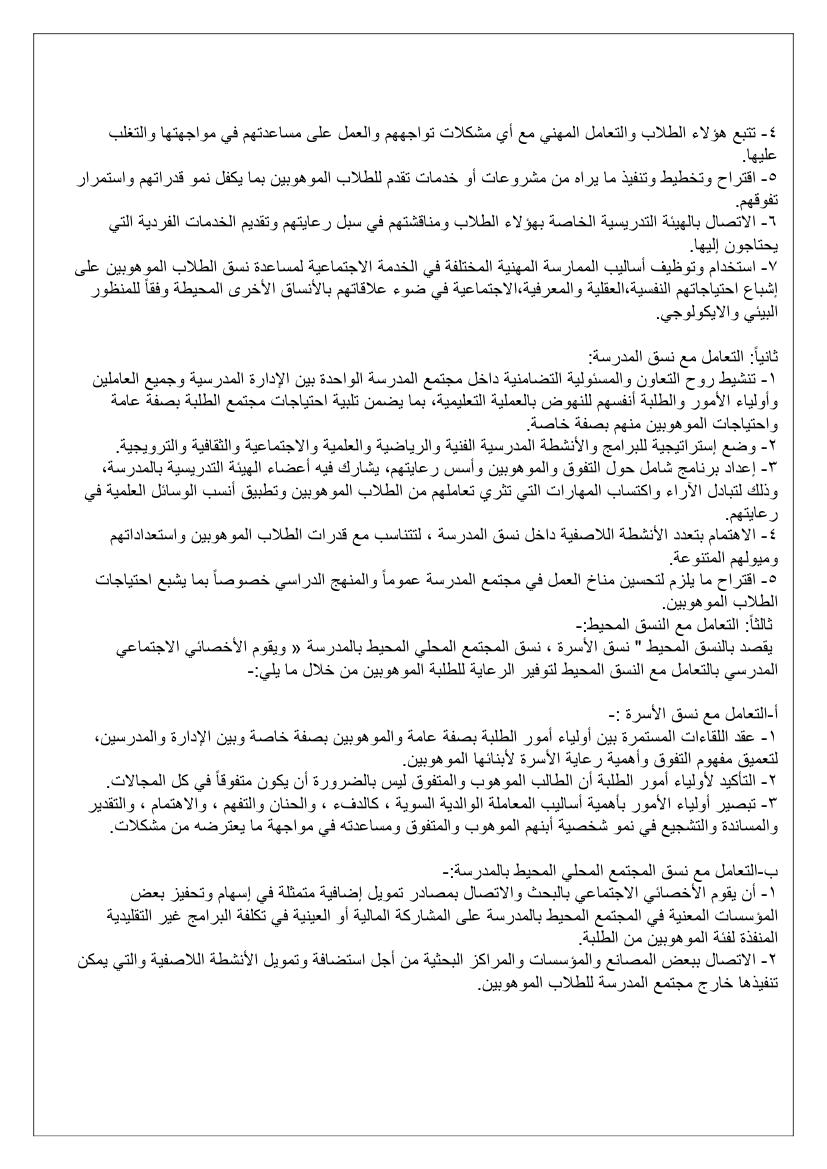 ٤- تتبع هؤلاء الطلاب والتعامل المهني مع أي مشكلات تواجههم والعمل على مساعدتهم في مواجهتها والتغلب
عليها.
٥- اقتراح وتخطيط وتنفيذ ما يراه من مشروعات أو خدمات تقدم للطلاب الموهوبين بما يكفل نمو قدراتهم واستمرار
تفوقهم.
٦- الاتصال بالهيئة التدريسية الخاصة بهؤلاء الطلاب ومناقشتهم في سبل رعايتهم وتقديم الخدمات الفردية التي
يحتاجون إليها.
٧- استخدام وتوظيف أساليب الممارسة المهنية المختلفة في الخدمة الاجتماعية لمساعدة نسق الطلاب الموهوبين على
إشباع احتياجاتهم النفسية،العقلية والمعرفية،الاجتماعية في ضوء علاقاتهم بالأنساق الأخرى المحيطة وفقاً للمنظور
البيئي والايكولوجي.
ثانياً: التعامل مع نسق المدرسة:
١- تنشيط روح التعاون والمسئولية التضامنية داخل مجتمع المدرسة الواحدة بين الإدارة المدرسية وجميع العاملين
وأولياء الأمور والطلبة أنفسهم للنهوض بالعملية التعليمية، بما يضمن تلبية احتياجات مجتمع الطلبة بصفة عامة
واحتياجات الموهوبين منهم بصفة خاصة.
٢- وضع إستراتيجية للبرامج والأنشطة المدرسية الفنية والرياضية والعلمية والاجتماعية والثقافية والترويجية.
٣- إعداد برنامج شامل حول التفوق والموهوبين وأسس رعايتهم، يشارك فيه أعضاء الهيئة التدريسية بالمدرسة،
وذلك لتبادل الآراء واكتساب المهارات التي تثري تعاملهم من الطلاب الموهوبين وتطبيق أنسب الوسائل العلمية في
رعايتهم.
٤- الاهتمام بتعدد الأنشطة اللاصفية داخل نسق المدرسة ، لتتناسب مع قدرات الطلاب الموهوبين واستعداداتهم
وميولهم المتنوعة.
٥- اقتراح ما يلزم لتحسين مناخ العمل في مجتمع المدرسة عموماً والمنهج الدراسي خصوصاً بما يشبع احتياجات
الطلاب الموهوبين.
ثالثاً: التعامل مع النسق المحيط:-
يقصد بالنسق المحيط " نسق الأسرة ، نسق المجتمع المحلي المحيط بالمدرسة « ويقوم الأخصائي الاجتماعي
المدرسي بالتعامل مع النسق المحيط لتوفير الرعاية للطلبة الموهوبين من خلال ما يلي:-
أ-التعامل مع نسق الأسرة :-
١- عقد اللقاءات المستمرة بين أولياء أمور الطلبة بصفة عامة والموهوبين بصفة خاصة وبين الإدارة والمدرسين،
لتعميق مفهوم التفوق وأهمية رعاية الأسرة لأبنائها الموهوبين.
٢- التأكيد لأولياء أمور الطلبة أن الطالب الموهوب والمتفوق ليس بالضرورة أن يكون متفوقاً في كل المجالات.
٣- تبصير أولياء الأمور بأهمية أساليب المعاملة الوالدية السوية ، كالدفء ، والحنان والتفهم ، والاهتمام ، والتقدير
والمساندة والتشجيع في نمو شخصية أبنهم الموهوب والمتفوق ومساعدته في مواجهة ما يعترضه من مشكلات.
ب-التعامل مع نسق المجتمع المحلي المحيط بالمدرسة:-
١- أن يقوم الأخصائي الاجتماعي بالبحث والاتصال بمصادر تمويل إضافية متمثلة في إسهام وتحفيز بعض
المؤسسات المعنية في المجتمع المحيط بالمدرسة على المشاركة المالية أو العينية في تكلفة البرامج غير التقليدية
المنفذة لفئة الموهوبين من الطلبة.
٢- الاتصال ببعض المصانع والمؤسسات والمراكز البحثية من أجل استضافة وتمويل الأنشطة اللاصفية والتي يمكن
تنفيذها خارج مجتمع المدرسة للطلاب الموهوبين.